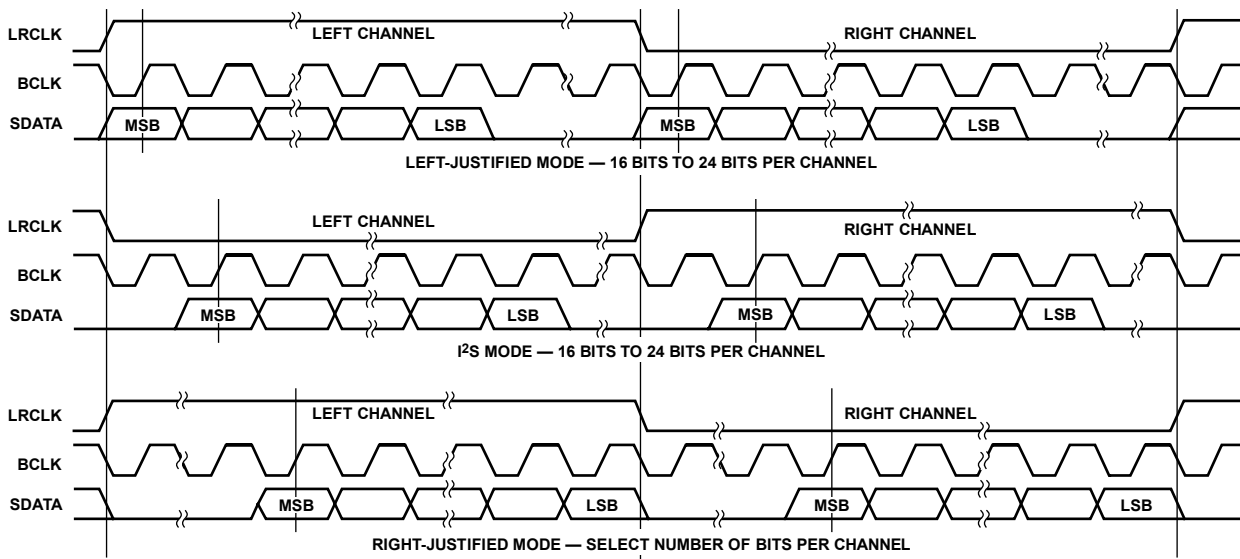 LRCLK LEFT CHANNEL RIGHT CHANNEL
BCLK
SDATA MSB LSB MSB LSB
LEFT-JUSTIFIED MODE — 16 BITS TO 24 BITS PER CHANNEL
LRCLK LEFT CHANNEL RIGHT CHANNEL
BCLK
SDATA MSB LSB MSB LSB
I²S MODE — 16 BITS TO 24 BITS PER CHANNEL
LRCLK LEFT CHANNEL RIGHT CHANNEL
BCLK
SDATA MSB LSB MSB LSB
RIGHT-JUSTIFIED MODE — SELECT NUMBER OF BITS PER CHANNEL